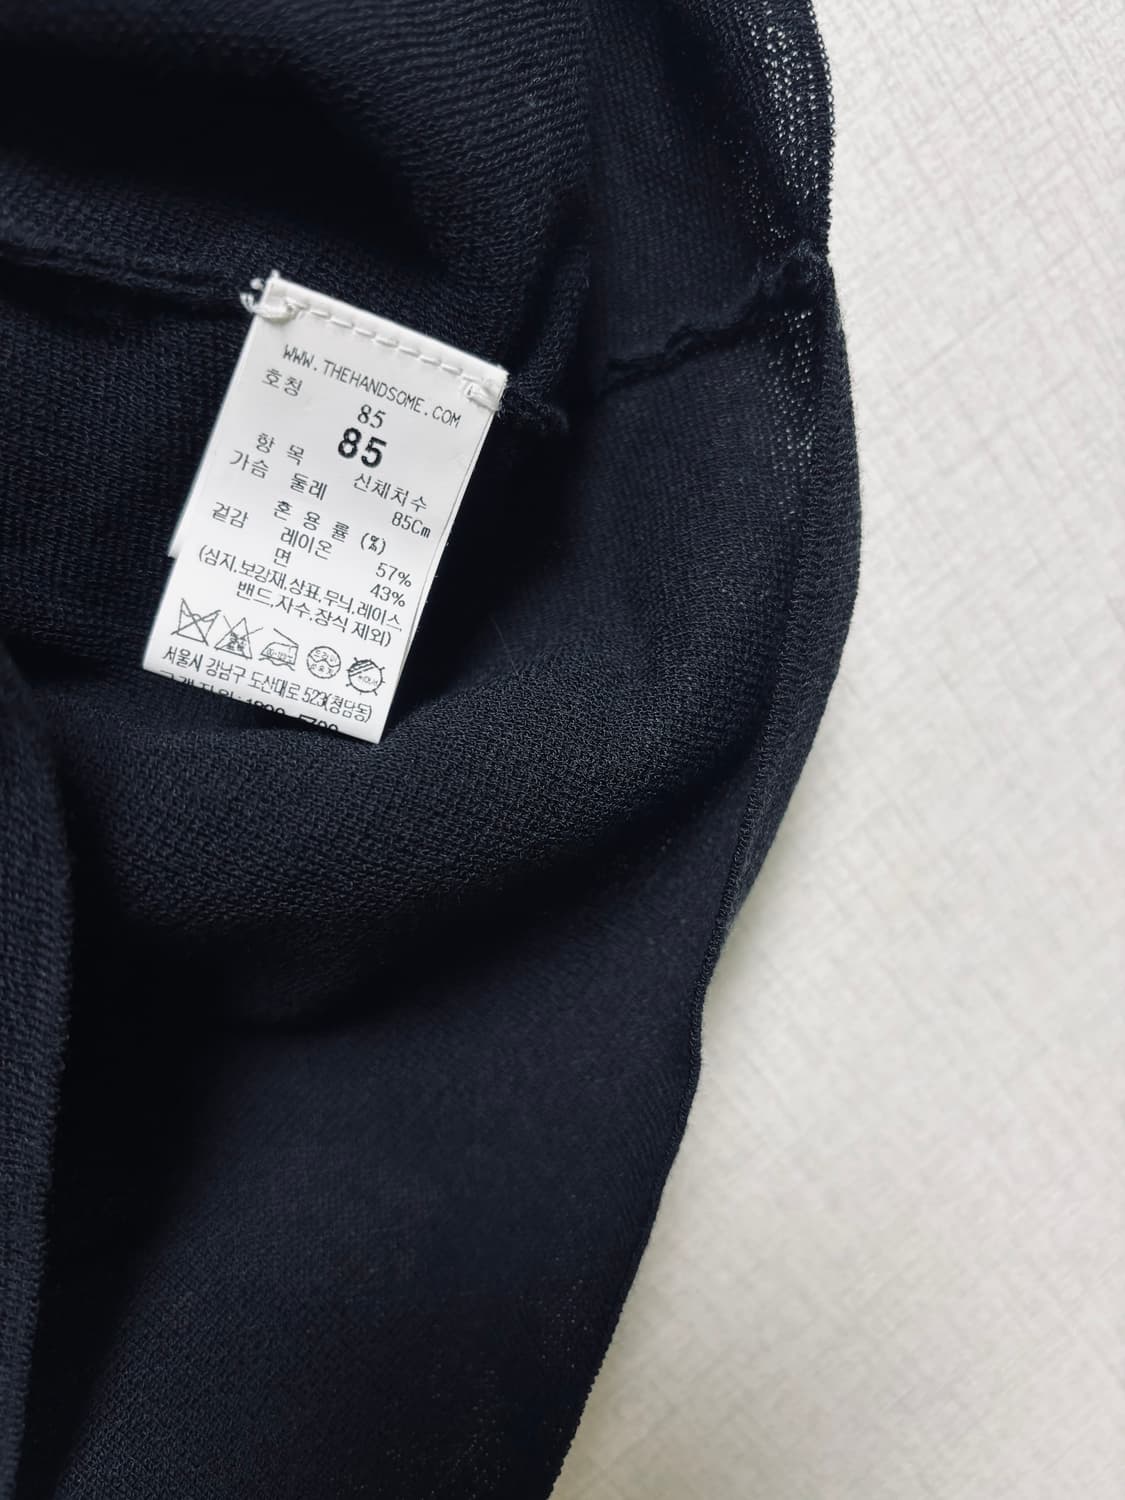 WWW.THEHANDSOME.COM
호칭
85
85
항 목 신체치수
가슴 둘레 85Cm
혼 용 률 (%)
겉감 레이온 57%
면 43%
(심지,보강재,상표,무늬,레이스
밴드,자수,장식 제외)
서울시 강남구 도산대로 523(청담동)